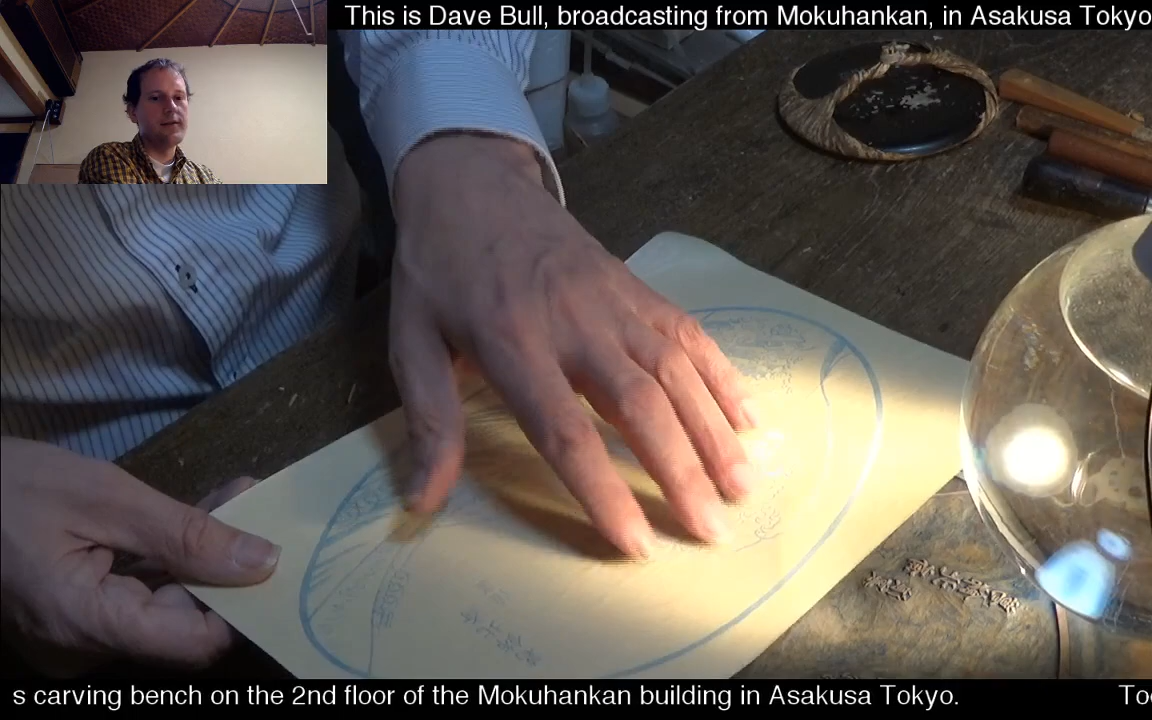 This is Dave Bull, broadcasting from Mokuhankan, in Asakusa Tokyo
s carving bench on the 2nd floor of the Mokuhankan building in Asakusa Tokyo.